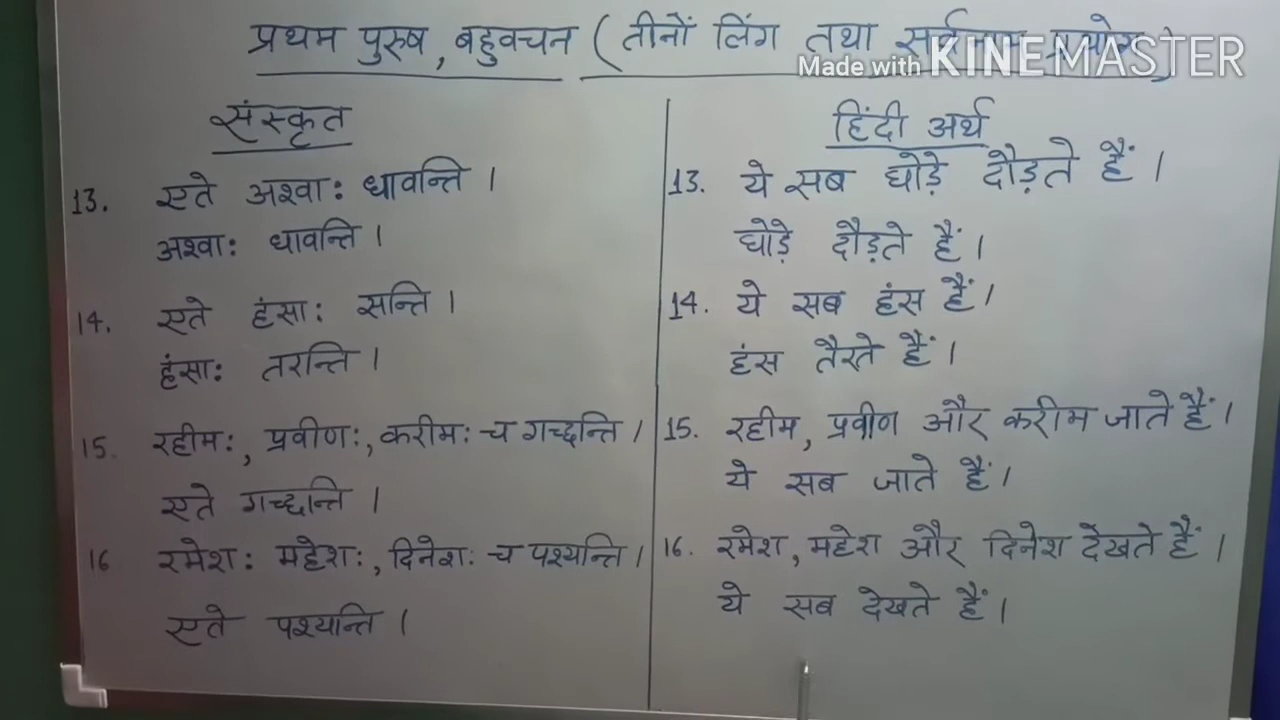 प्रथम पुरुष, बहुवचन (तीनों लिंग तथा
Made with KINEMASTER
संस्कृत
13. एते अश्वाः धावन्ति ।
अश्वाः धावन्ति ।
14. एते हंसाः सन्ति ।
हंसाः तरन्ति ।
15. रहीमः, प्रवीणः, करीमः च गच्छन्ति ।
एते गच्छन्ति ।
16 रमेशः महेशः, दिनेशः च पश्यन्ति ।
एते पश्यन्ति ।
हिंदी अर्थ
13. ये सब घोड़े दौड़ते हैं ।
घोड़े दौड़ते हैं ।
14. ये सब हंस हैं ।
हंस तैरते हैं ।
15. रहीम, प्रवीण और करीम जाते हैं ।
ये सब जाते हैं ।
16. रमेश, महेश और दिनेश देखते हैं ।
ये सब देखते हैं ।